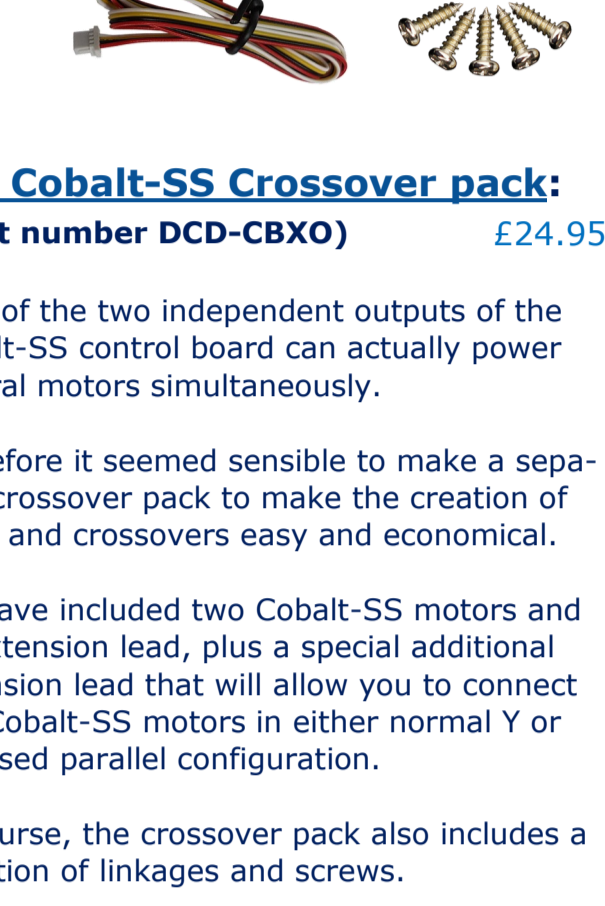 Cobalt-SS Crossover pack:
t number DCD-CBXO) £24.95
of the two independent outputs of the
lt-SS control board can actually power
ral motors simultaneously.
efore it seemed sensible to make a sepa-
crossover pack to make the creation of
and crossovers easy and economical.
ave included two Cobalt-SS motors and
tension lead, plus a special additional
nsion lead that will allow you to connect
Cobalt-SS motors in either normal Y or
sed parallel configuration.
urse, the crossover pack also includes a
tion of linkages and screws.